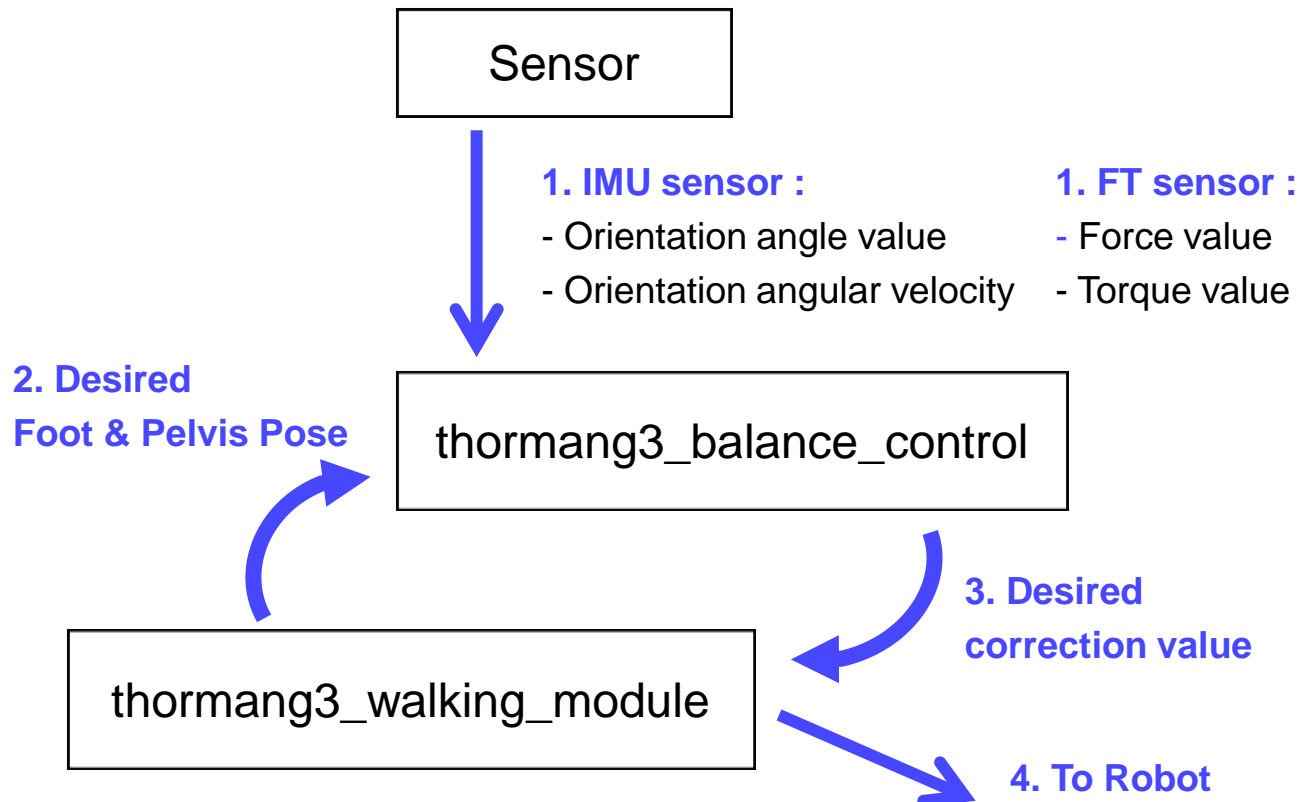 Sensor
1. IMU sensor :
- Orientation angle value
- Orientation angular velocity
1. FT sensor :
- Force value
- Torque value
2. Desired
Foot & Pelvis Pose
thormang3_balance_control
3. Desired
correction value
thormang3_walking_module
4. To Robot